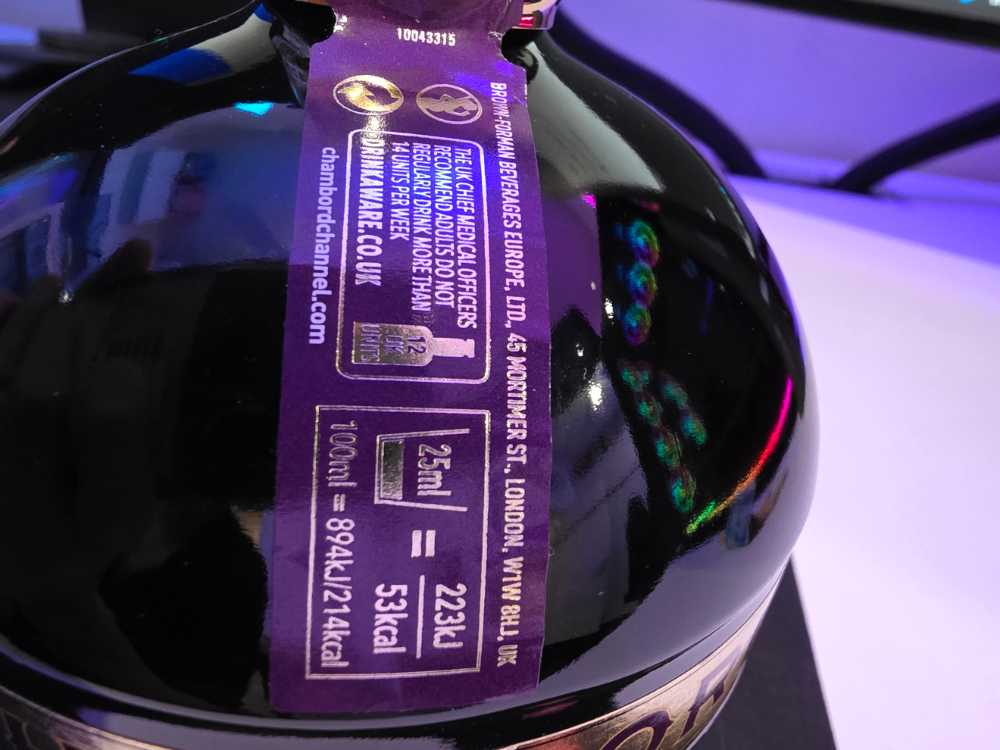 10043315
BROWN-FORMAN BEVERAGES EUROPE, LTD., 45 MORTIMER ST., LONDON, W1W 8HJ, UK
THE UK CHIEF MEDICAL OFFICERS
RECOMMEND ADULTS DO NOT
REGULARLY DRINK MORE THAN
14 UNITS PER WEEK
DRINKAWARE.CO.UK
12
UK
UNITS
chambordchannel.com
25ml = 223kJ
53kcal
100ml = 894kJ/214kcal